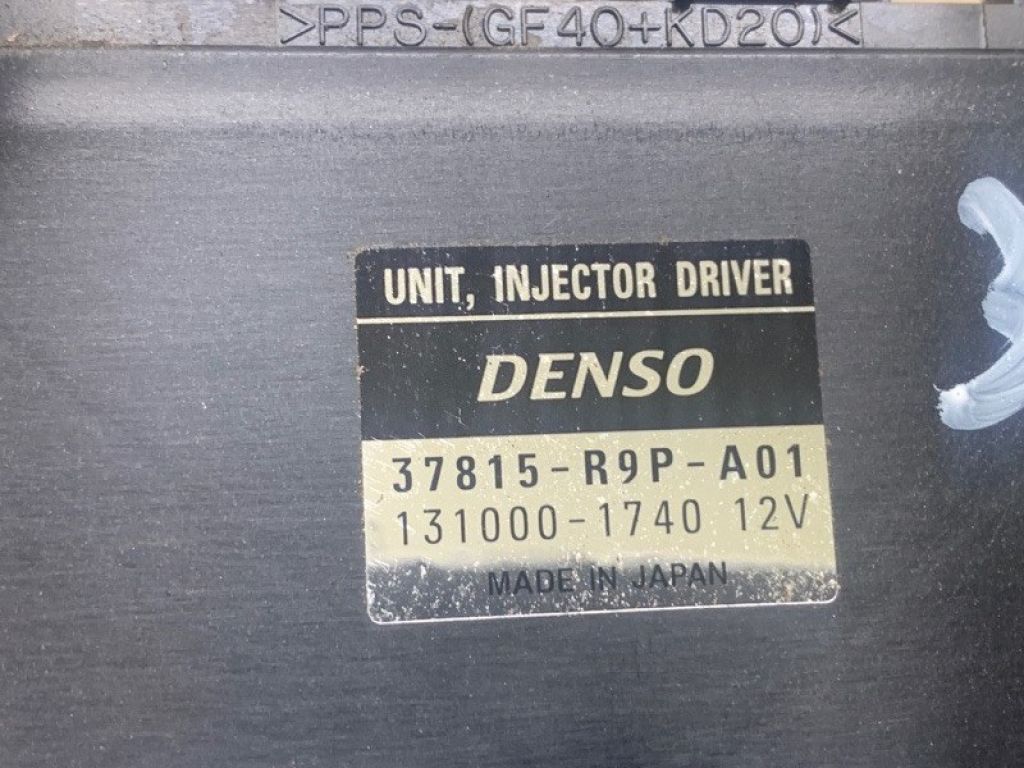 >PPS-(GF40+KD20)<
UNIT, INJECTOR DRIVER
DENSO
37815-R9P-A01
131000-1740 12V
MADE IN JAPAN